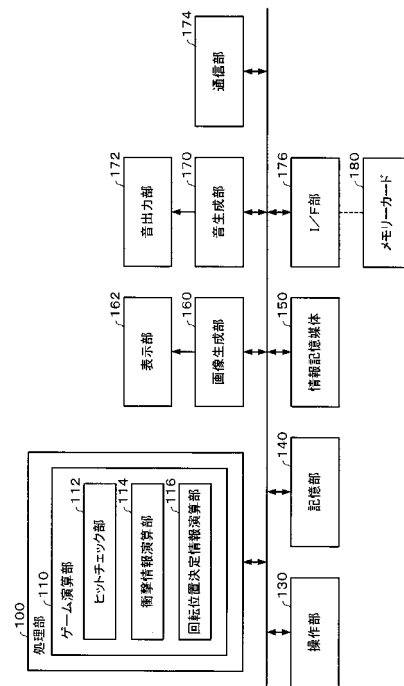 100
処理部
110
ゲーム演算部
112
ヒットチェック部
114
衝撃情報演算部
116
回転位置決定情報演算部
162
表示部
160
画像生成部
172
音出力部
170
音生成部
174
通信部
130
操作部
140
記憶部
150
情報記憶媒体
176
I/F部
180
メモリーカード